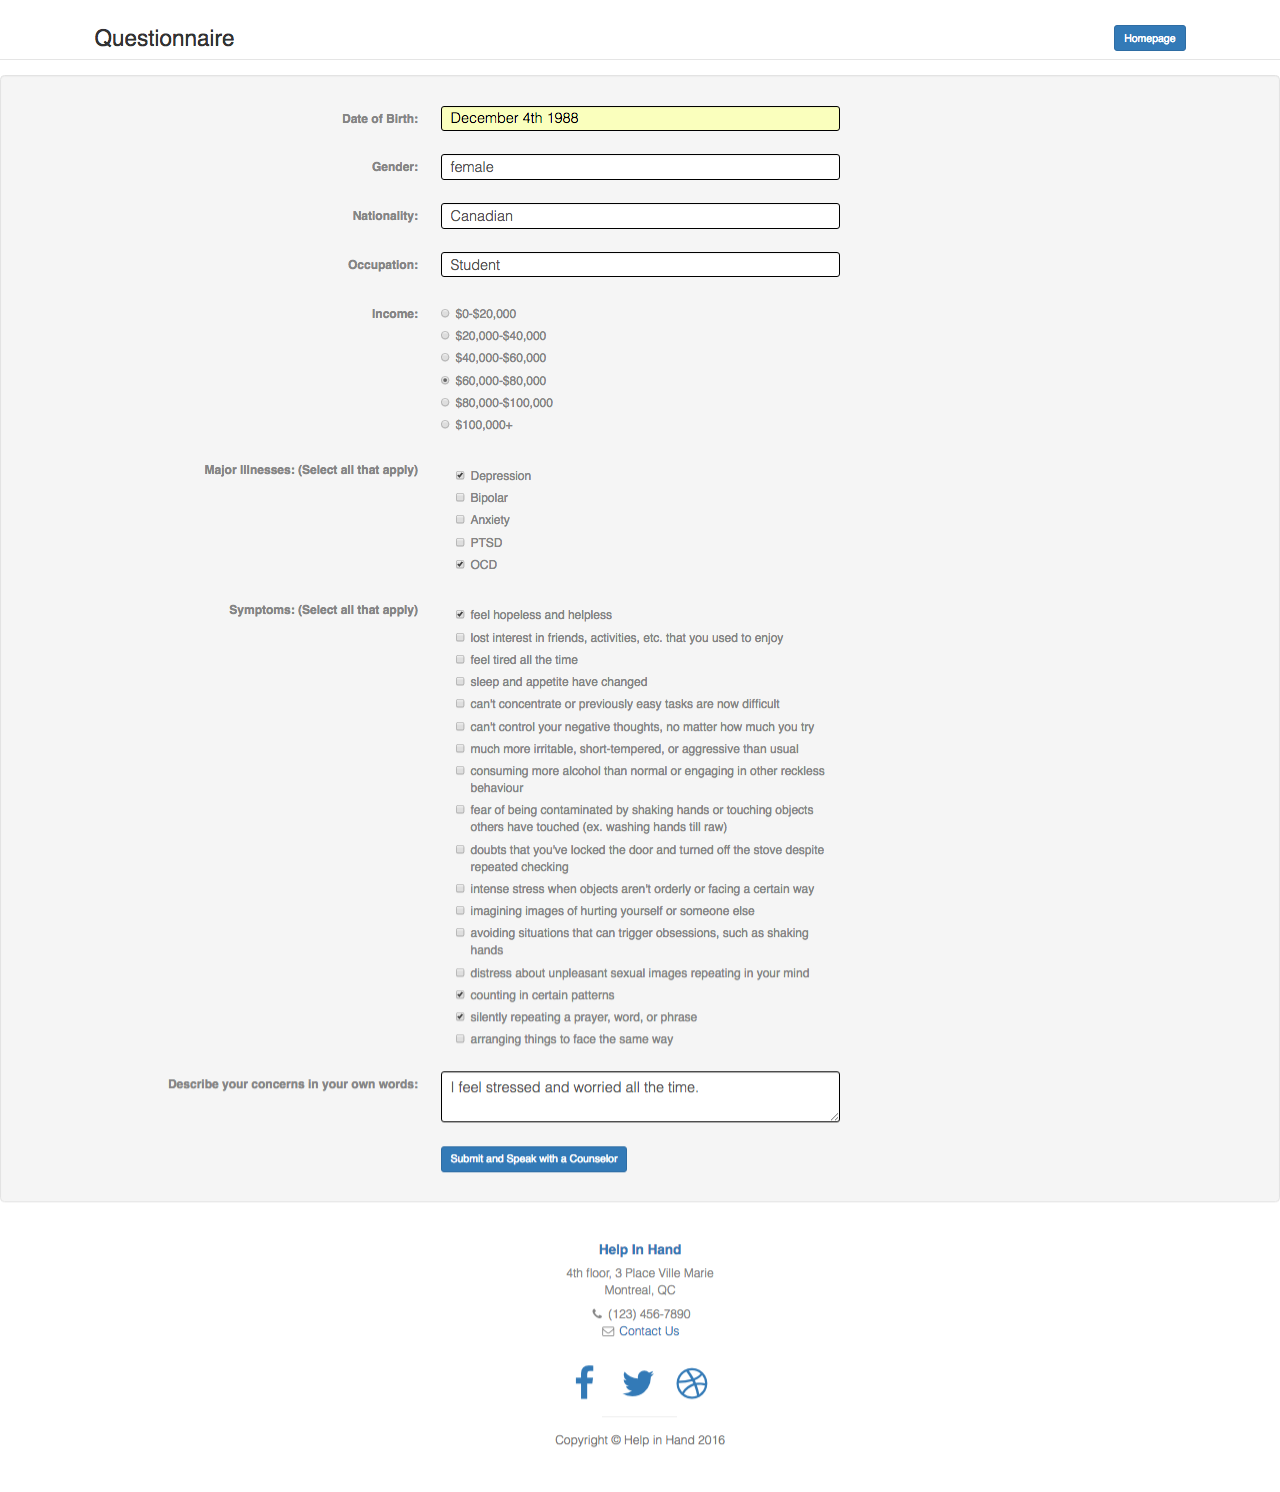 Questionnaire
Homepage
Date of Birth: December 4th 1988
Gender: female
Nationality: Canadian
Occupation: Student
Income: $0-$20,000
$20,000-$40,000
$40,000-$60,000
$60,000-$80,000
$80,000-$100,000
$100,000+
Major Illnesses: (Select all that apply)
Depression
Bipolar
Anxiety
PTSD
OCD
Symptoms: (Select all that apply)
feel hopeless and helpless
lost interest in friends, activities, etc. that you used to enjoy
feel tired all the time
sleep and appetite have changed
can't concentrate or previously easy tasks are now difficult
can't control your negative thoughts, no matter how much you try
much more irritable, short-tempered, or aggressive than usual
consuming more alcohol than normal or engaging in other reckless
behaviour
fear of being contaminated by shaking hands or touching objects
others have touched (ex. washing hands till raw)
doubts that you've locked the door and turned off the stove despite
repeated checking
intense stress when objects aren't orderly or facing a certain way
imagining images of hurting yourself or someone else
avoiding situations that can trigger obsessions, such as shaking
hands
distress about unpleasant sexual images repeating in your mind
counting in certain patterns
silently repeating a prayer, word, or phrase
arranging things to face the same way
Describe your concerns in your own words: I feel stressed and worried all the time.
Submit and Speak with a Counselor
Help In Hand
4th floor, 3 Place Ville Marie
Montreal, QC
(123) 456-7890
Contact Us
Copyright © Help in Hand 2016